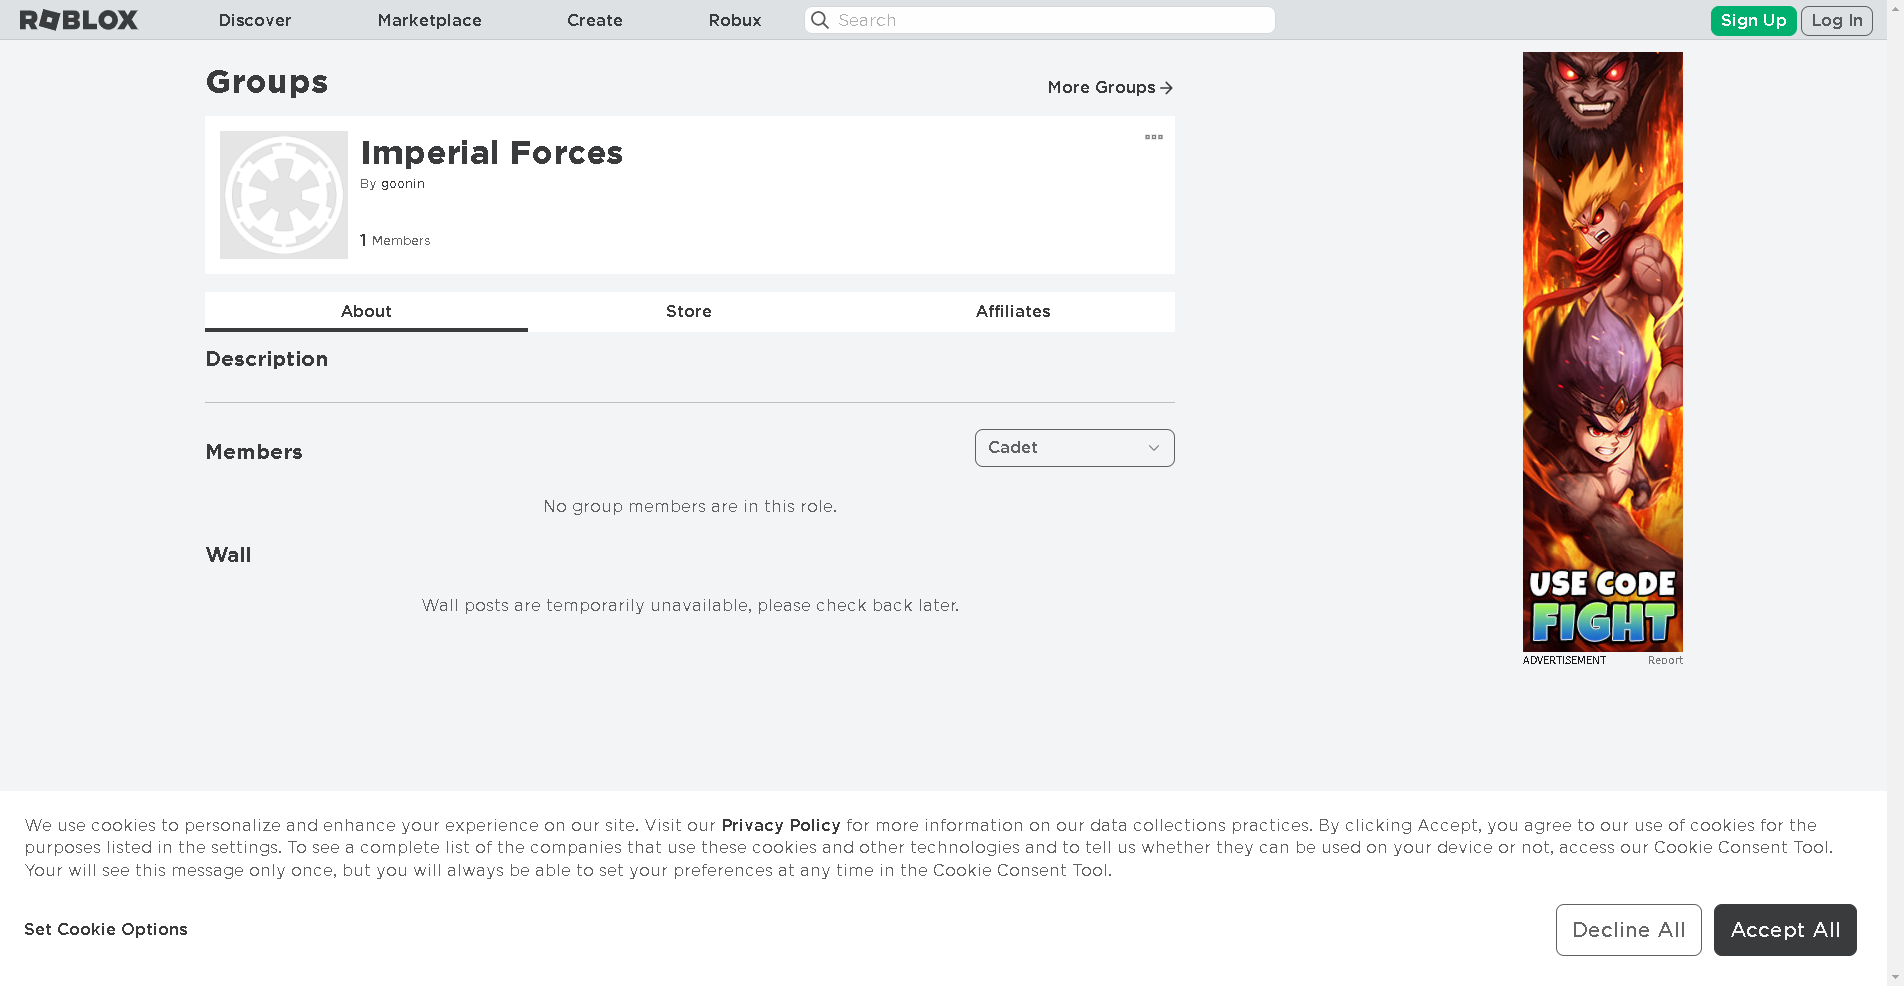 ROBLOX Discover Marketplace Create Robux Search Sign Up Log In
Groups
More Groups
Imperial Forces
By goonin
1 Members
About Store Affiliates
Description
Members
Cadet
No group members are in this role.
Wall
Wall posts are temporarily unavailable, please check back later.
USE CODE
FIGHT
ADVERTISEMENT Report
We use cookies to personalize and enhance your experience on our site. Visit our Privacy Policy for more information on our data collections practices. By clicking Accept, you agree to our use of cookies for the
purposes listed in the settings. To see a complete list of the companies that use these cookies and other technologies and to tell us whether they can be used on your device or not, access our Cookie Consent Tool.
Your will see this message only once, but you will always be able to set your preferences at any time in the Cookie Consent Tool.
Set Cookie Options
Decline All Accept All